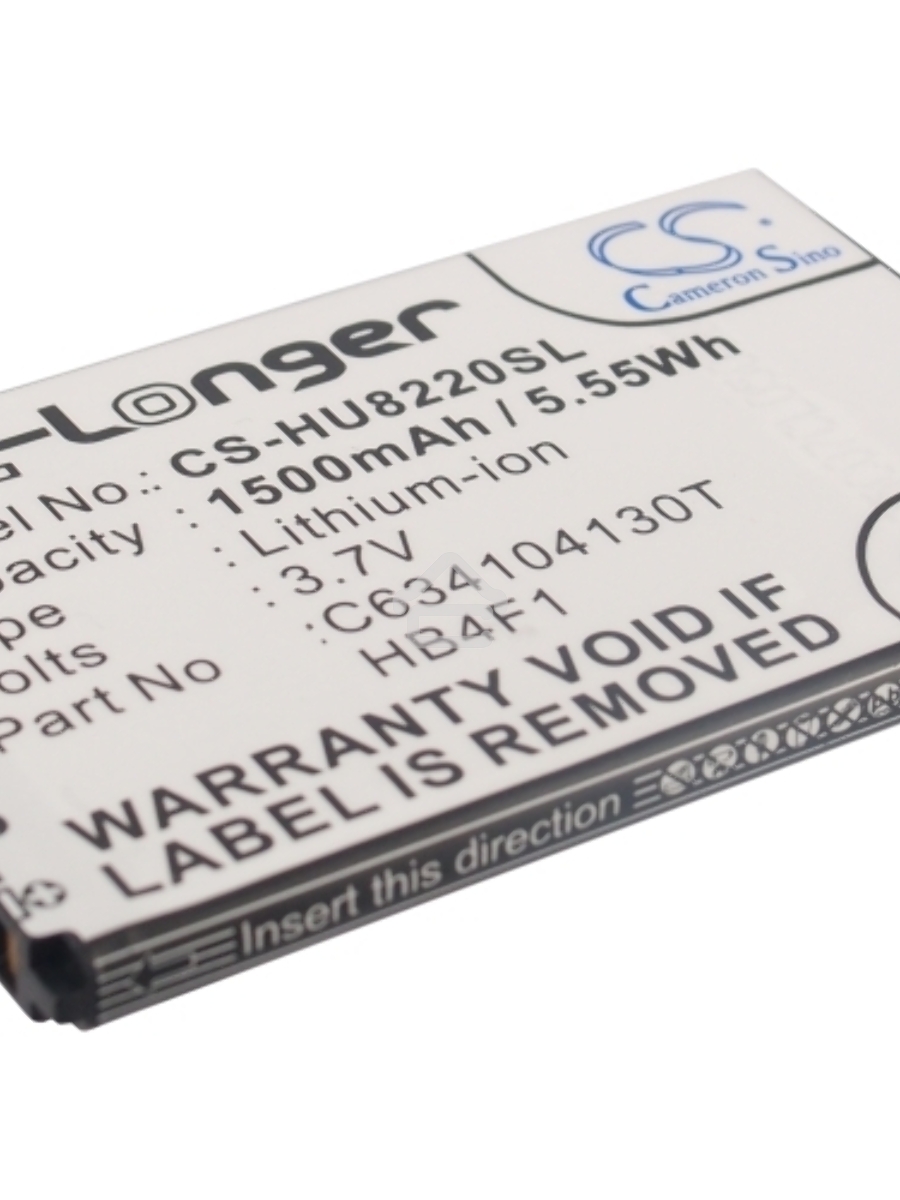 CS
Cameron Sino
-Longer
el No.: CS-HU8220SL
apacity : 1500mAh / 5.55Wh
pe : Lithium-ion
olts : 3.7V
Part No : C634104130T
HB4F1
WARRANTY VOID IF
LABEL IS REMOVED
Insert this direction